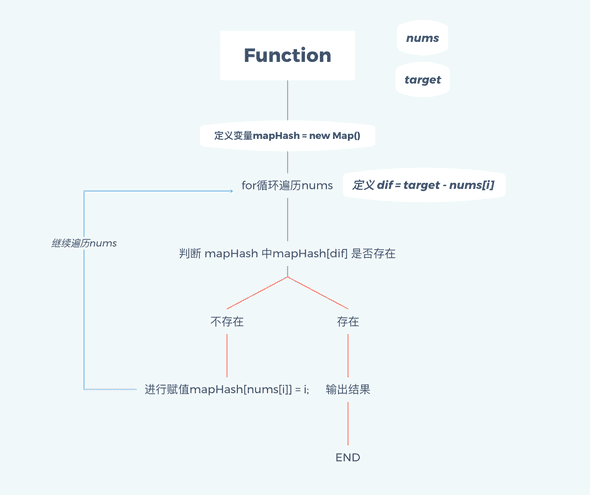 Function
nums
target
定义变量mapHash = new Map()
for循环遍历nums
定义 dif = target - nums[i]
继续遍历nums
判断 mapHash 中mapHash[dif] 是否存在
不存在
存在
进行赋值mapHash[nums[i]] = i;
输出结果
END